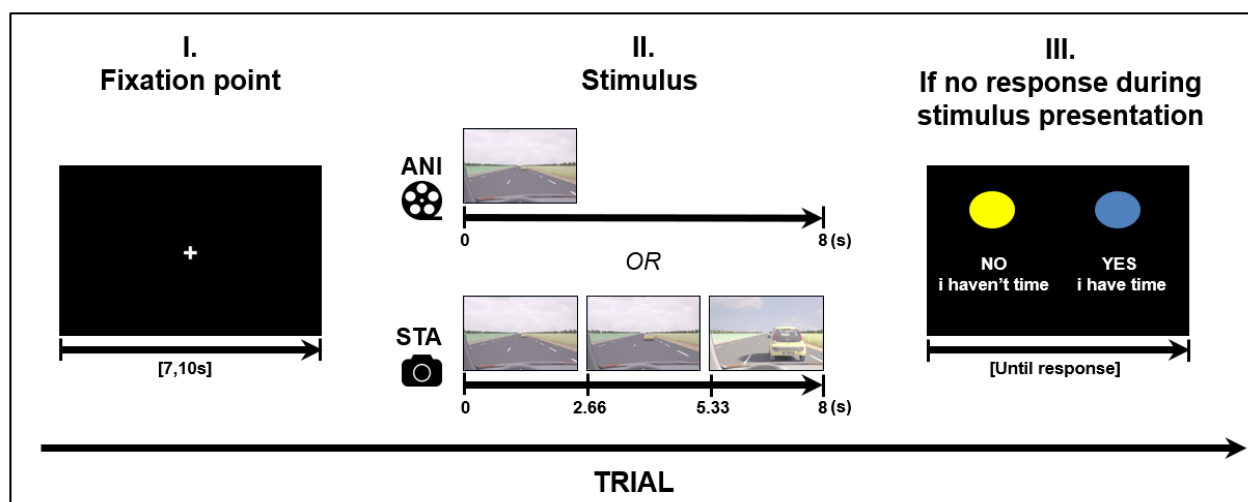 I.
Fixation point
+
[7,10s]
II.
Stimulus
ANI
0
8 (s)
OR
STA
0
2.66
5.33
8 (s)
III.
If no response during
stimulus presentation
NO
i haven't time
YES
i have time
[Until response]
TRIAL